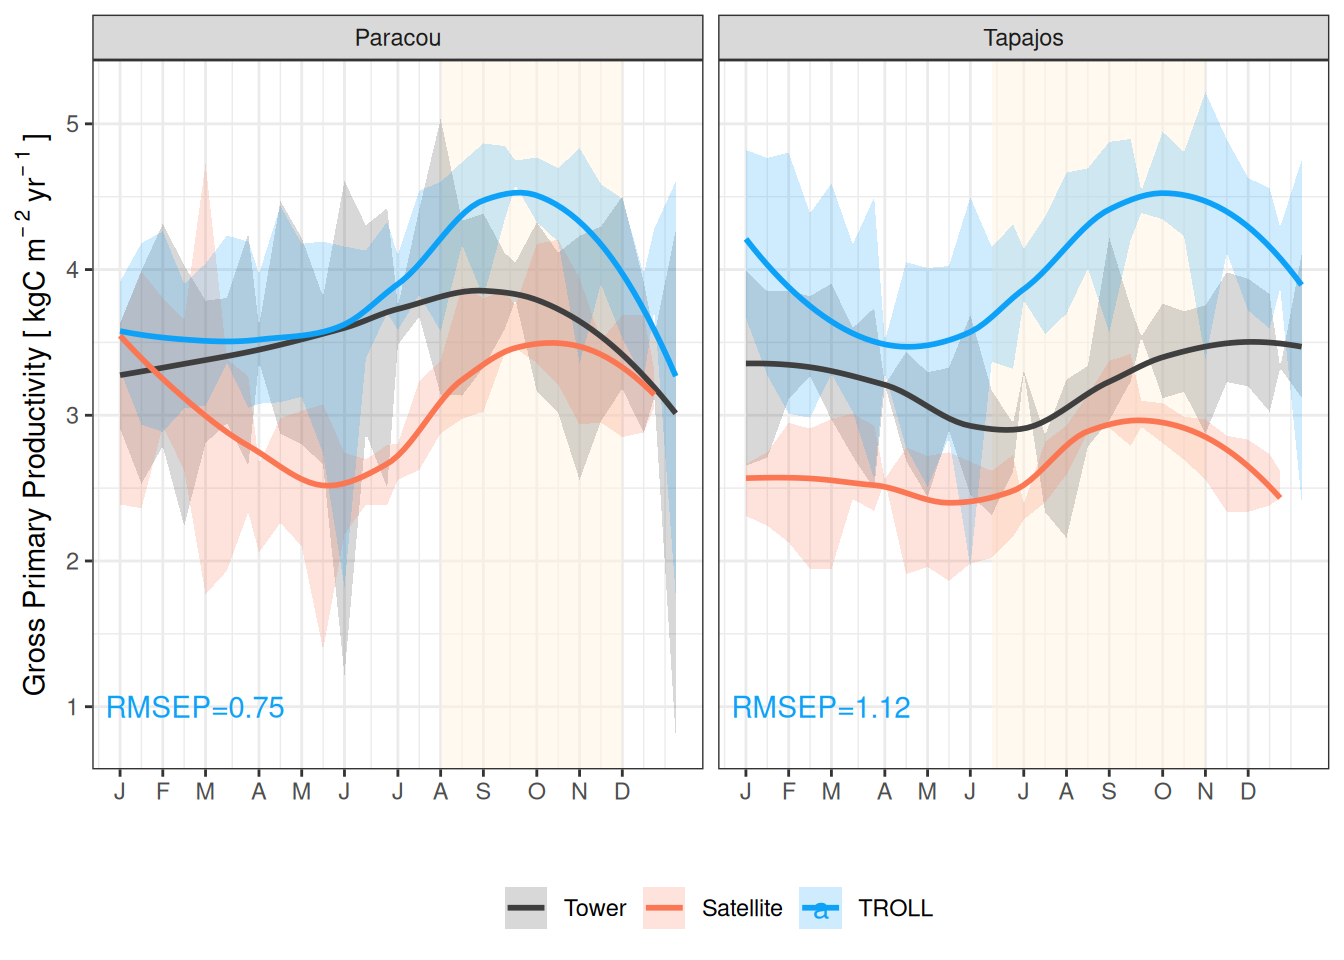 Paracou
Tapajos
Gross Primary Productivity [ kgC m⁻² yr⁻¹ ]
5
4
3
2
1
RMSEP=0.75
RMSEP=1.12
J F M A M J J A S O N D
J F M A M J J A S O N D
Tower
Satellite
a
TROLL